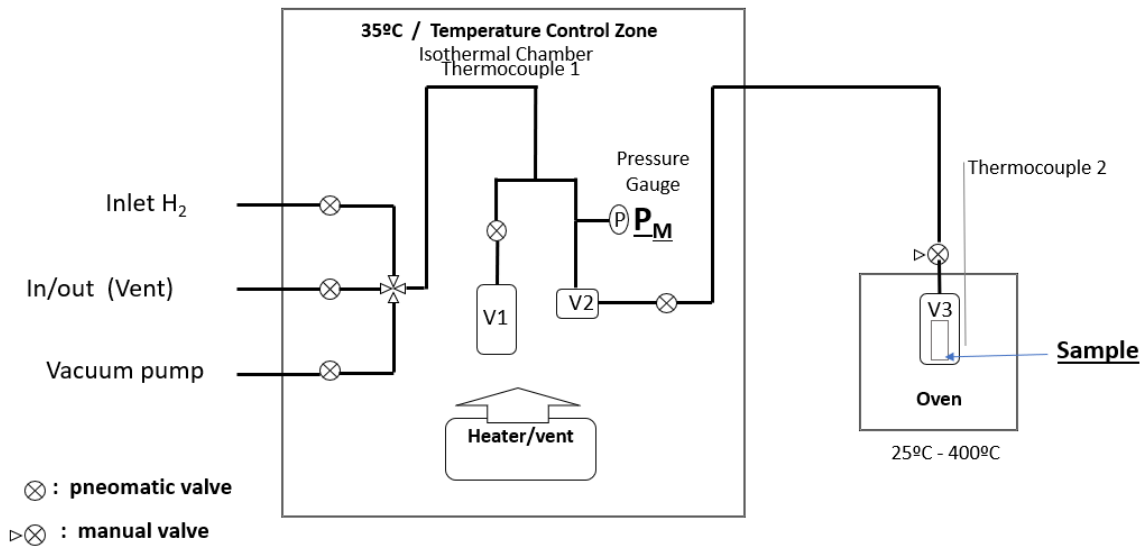 35ºC / Temperature Control Zone
Isothermal Chamber
Thermocouple 1
Pressure
Gauge
P P_M
Thermocouple 2
Inlet H₂
In/out (Vent)
Vacuum pump
V1
V2
V3
Sample
Oven
Heater/vent
25ºC - 400ºC
: pneomatic valve
: manual valve